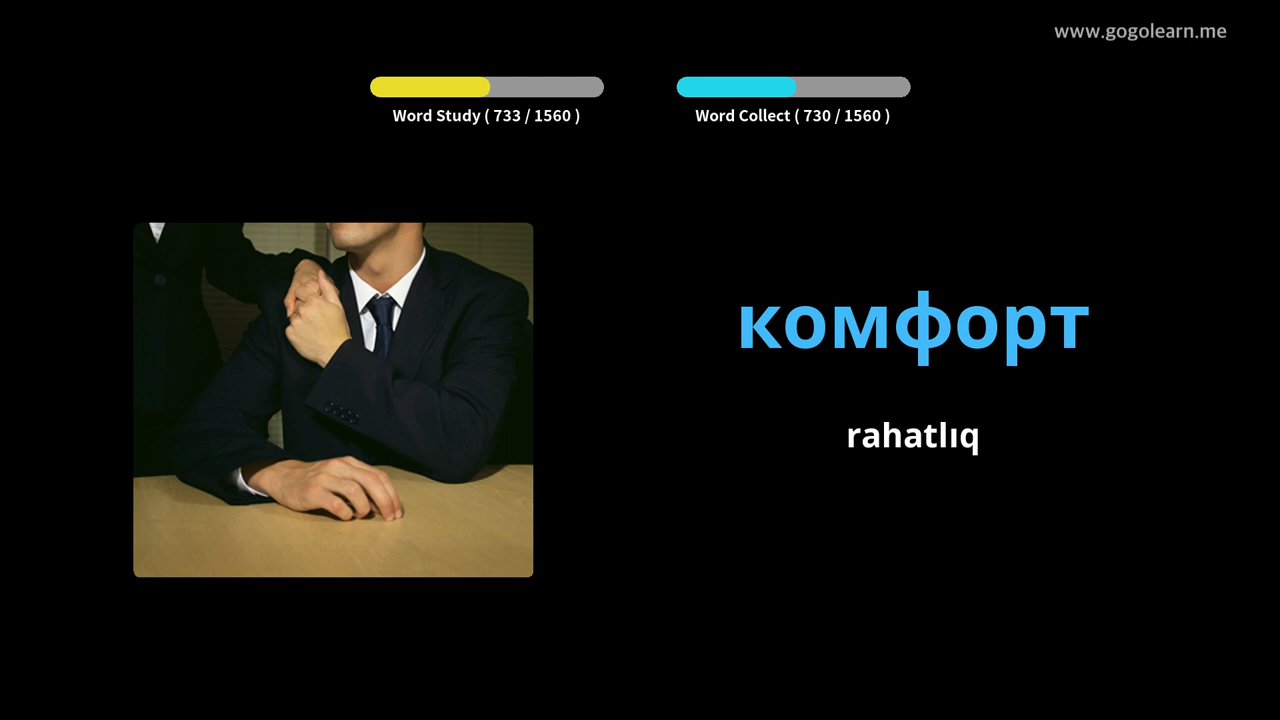 www.gogolearn.me
Word Study ( 733 / 1560 )
Word Collect ( 730 / 1560 )
комфорт
rahatlıq